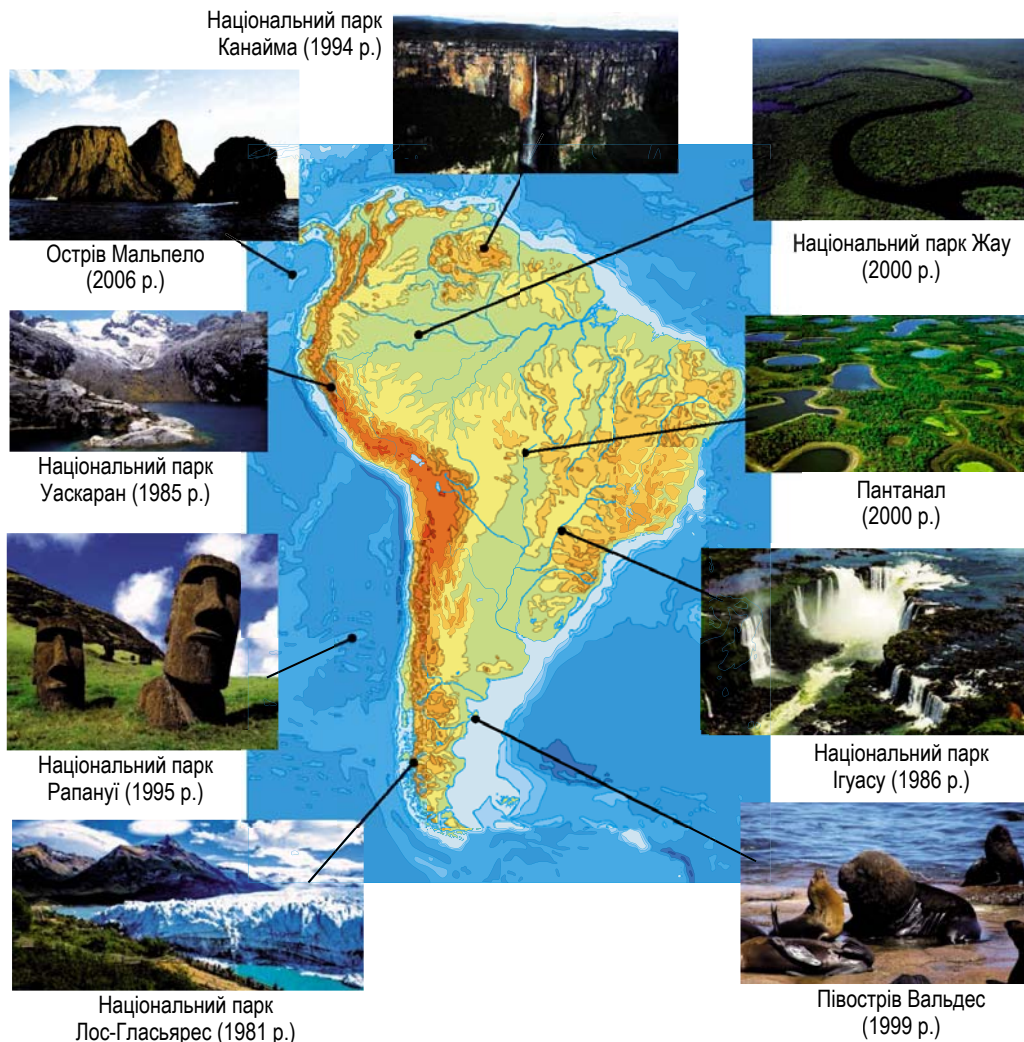 Національний парк
Канайма (1994 р.)
Острів Мальпело
(2006 р.)
Національний парк Жау
(2000 р.)
Національний парк
Уаскаран (1985 р.)
Пантанал
(2000 р.)
Національний парк
Рапануї (1995 р.)
Національний парк
Ігуасу (1986 р.)
Національний парк
Лос-Гласьярес (1981 р.)
Півострів Вальдес
(1999 р.)